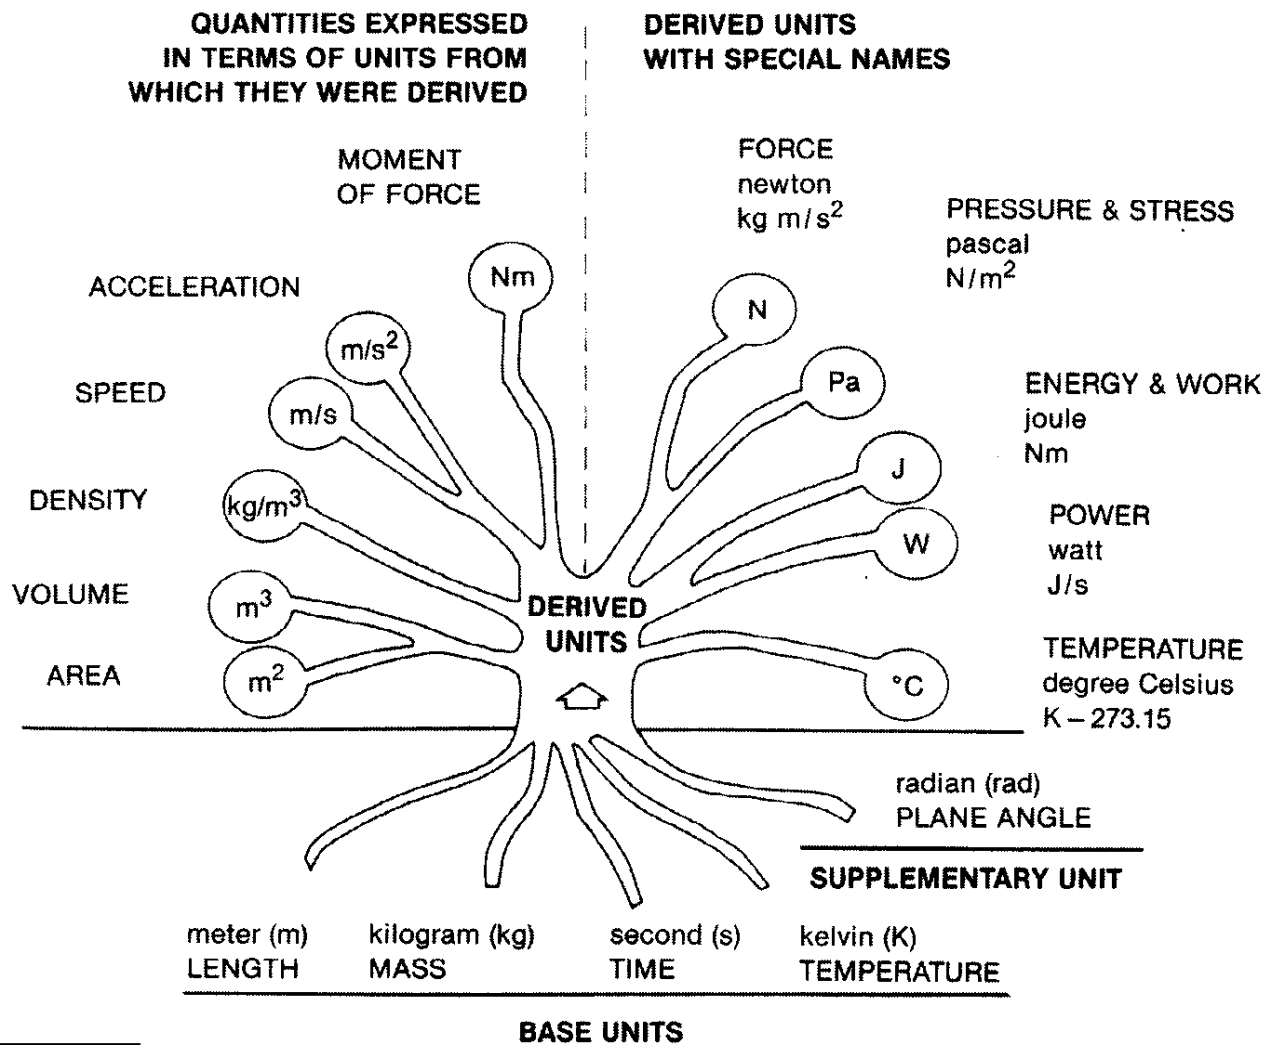 QUANTITIES EXPRESSED
IN TERMS OF UNITS FROM
WHICH THEY WERE DERIVED
DERIVED UNITS
WITH SPECIAL NAMES
MOMENT
OF FORCE
Nm
ACCELERATION
m/s²
SPEED
m/s
DENSITY
kg/m³
VOLUME
m³
AREA
m²
FORCE
newton
kg m/s²
N
PRESSURE & STRESS
pascal
N/m²
Pa
ENERGY & WORK
joule
Nm
J
POWER
watt
J/s
W
TEMPERATURE
degree Celsius
K – 273.15
°C
DERIVED
UNITS
radian (rad)
PLANE ANGLE
SUPPLEMENTARY UNIT
meter (m)
LENGTH
kilogram (kg)
MASS
second (s)
TIME
kelvin (K)
TEMPERATURE
BASE UNITS